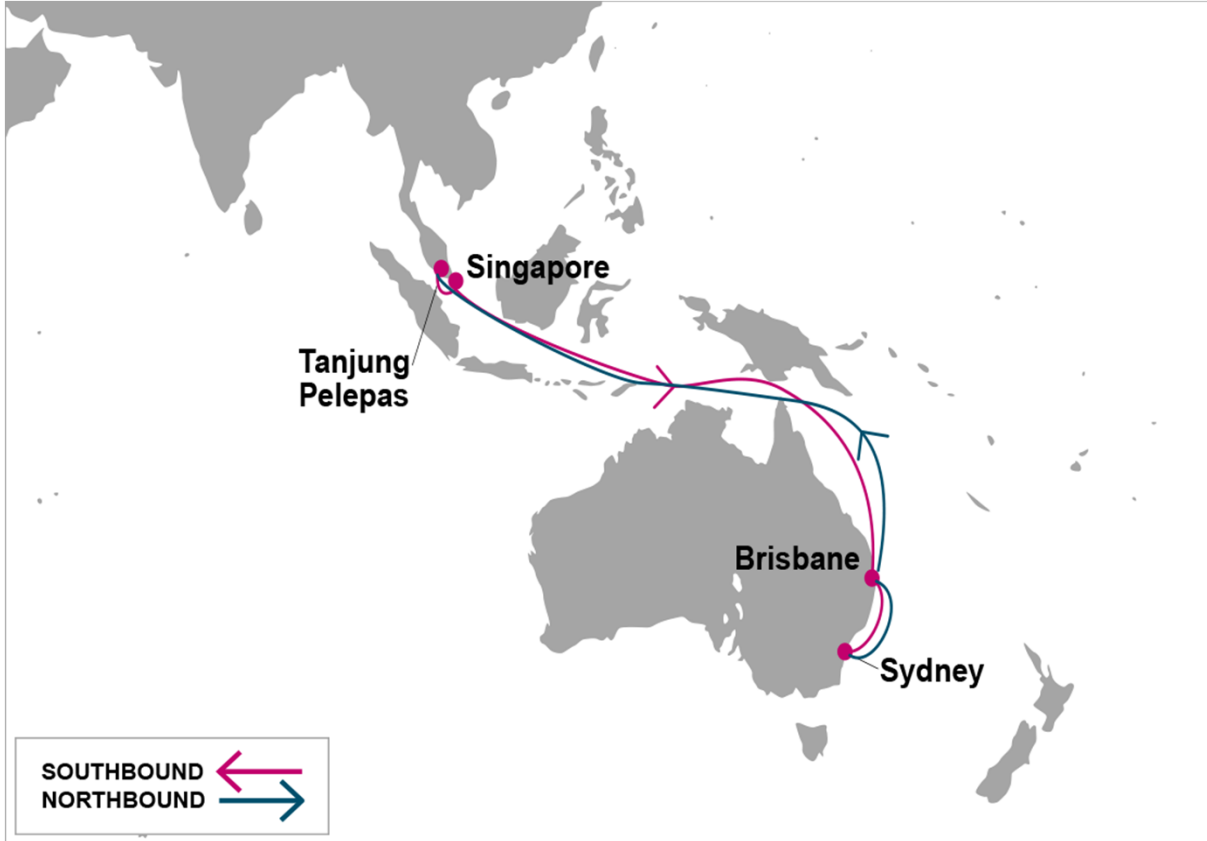 Singapore
Tanjung
Pelepas
Brisbane
Sydney
SOUTHBOUND
NORTHBOUND